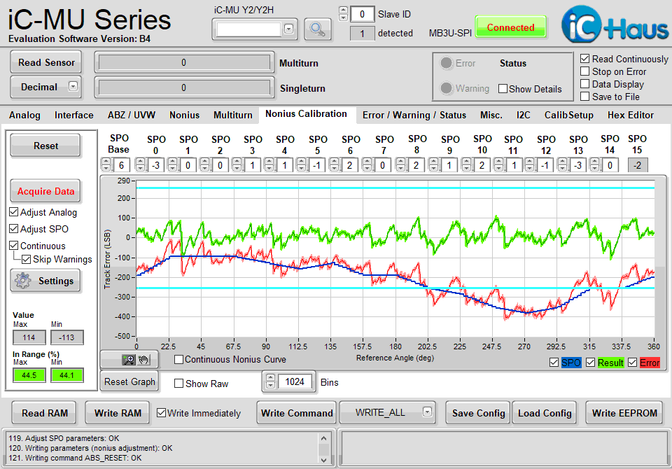 iC-MU Series
Evaluation Software Version: B4
iC-MU Y2/Y2H
0 Slave ID
1 detected
MB3U-SPI
Connected
iC Haus
Read Sensor
0
Multiturn
Decimal
0
Singleturn
Error
Status
Warning
Show Details
Read Continuously
Stop on Error
Data Display
Save to File
Analog Interface ABZ / UVW Nonius Multiturn Nonius Calibration Error / Warning / Status Misc. I2C CalibSetup Hex Editor
Reset
Acquire Data
Adjust Analog
Adjust SPO
Continuous
Skip Warnings
Settings
Value
Max Min
114 -113
In Range (%)
Max Min
44.5 44.1
SPO SPO SPO SPO SPO SPO SPO SPO SPO SPO SPO SPO SPO SPO SPO SPO SPO
Base 0 1 2 3 4 5 6 7 8 9 10 11 12 13 14 15
6 -3 0 0 1 1 -1 2 0 2 1 2 1 -1 -3 0 -2
Track Error (LSB)
290
200
100
0
-100
-200
-300
-400
-500
0 22.5 45 67.5 90 112.5 135 157.5 180 202.5 225 247.5 270 292.5 315 337.5 360
Reference Angle (deg)
Continuous Nonius Curve
SPO Result Error
Reset Graph
Show Raw
1024 Bins
Read RAM
Write RAM
Write Immediately
Write Command
WRITE_ALL
Save Config
Load Config
Write EEPROM
119. Adjust SPO parameters: OK
120. Writing parameters (nonius adjustment): OK
121. Writing command ABS_RESET: OK